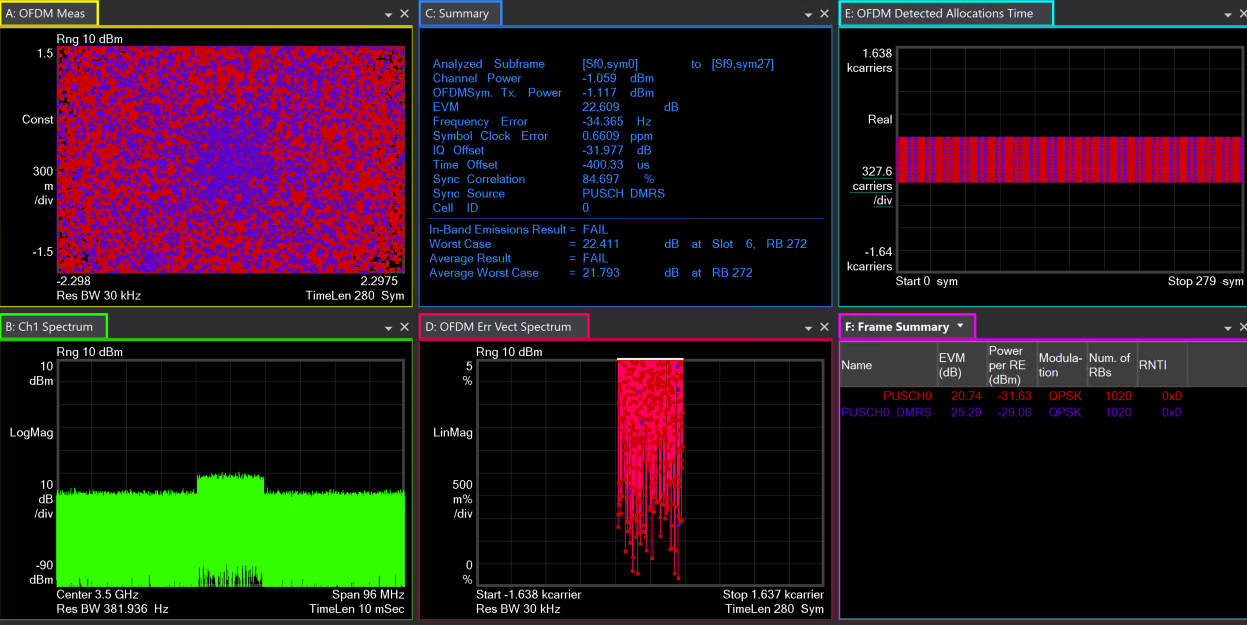 A: OFDM Meas
Rng 10 dBm
1.5
Const
300
m
/div
-1.5
-2.298 2.2975
Res BW 30 kHz TimeLen 280 Sym
C: Summary
Analyzed Subframe [Sf0,sym0] to [Sf9,sym27]
Channel Power -1.059 dBm
OFDMSym. Tx. Power -1.117 dBm
EVM 22.609 dB
Frequency Error -34.365 Hz
Symbol Clock Error 0.6609 ppm
IQ Offset -31.977 dB
Time Offset -400.33 us
Sync Correlation 84.697 %
Sync Source PUSCH DMRS
Cell ID 0
In-Band Emissions Result = FAIL
Worst Case = 22.411 dB at Slot 6, RB 272
Average Result = FAIL
Average Worst Case = 21.793 dB at RB 272
E: OFDM Detected Allocations Time
1.638
kcarriers
Real
327.6
carriers
/div
-1.64
kcarriers
Start 0 sym Stop 279 sym
B: Ch1 Spectrum
Rng 10 dBm
10
dBm
LogMag
10
dB
/div
-90
dBm
Center 3.5 GHz Span 96 MHz
Res BW 381.936 Hz TimeLen 10 mSec
D: OFDM Err Vect Spectrum
Rng 10 dBm
5
%
LinMag
500
m%
/div
0
%
Start -1.638 kcarrier Stop 1.637 kcarrier
Res BW 30 kHz TimeLen 280 Sym
F: Frame Summary
Name EVM (dB) Power per RE (dBm) Modula-tion Num. of RBs RNTI
PUSCH0 20.74 -31.63 QPSK 1020 0x0
PUSCH0_DMRS 25.29 -29.06 QPSK 1020 0x0